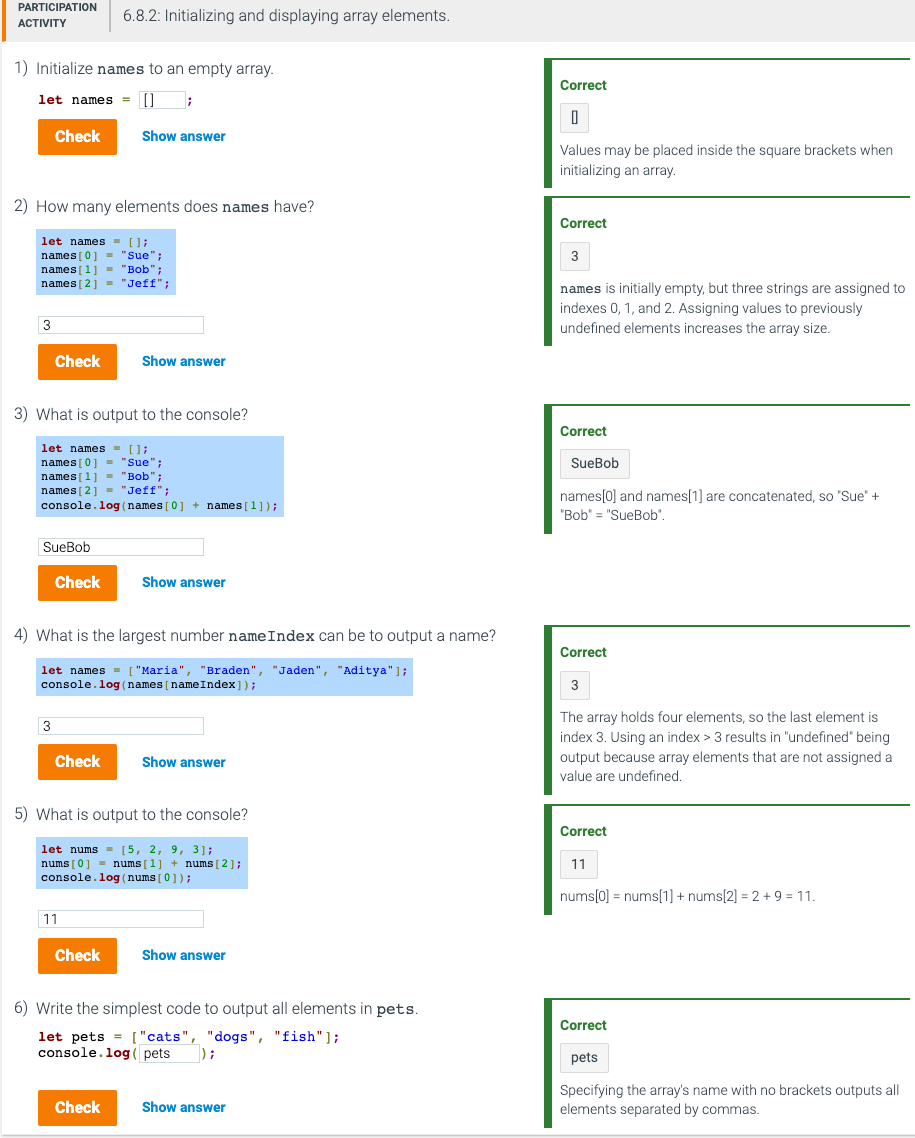 PARTICIPATION
ACTIVITY
6.8.2: Initializing and displaying array elements.
1) Initialize names to an empty array.
let names = [] ;
Check Show answer
Correct
[]
Values may be placed inside the square brackets when
initializing an array.
2) How many elements does names have?
let names = [];
names[0] = "Sue";
names[1] = "Bob";
names[2] = "Jeff";
3
Check Show answer
Correct
3
names is initially empty, but three strings are assigned to
indexes 0, 1, and 2. Assigning values to previously
undefined elements increases the array size.
3) What is output to the console?
let names = [];
names[0] = "Sue";
names[1] = "Bob";
names[2] = "Jeff";
console.log(names[0] + names[1]);
SueBob
Check Show answer
Correct
SueBob
names[0] and names[1] are concatenated, so "Sue" +
"Bob" = "SueBob".
4) What is the largest number nameIndex can be to output a name?
let names = ["Maria", "Braden", "Jaden", "Aditya"];
console.log(names[nameIndex]);
3
Check Show answer
Correct
3
The array holds four elements, so the last element is
index 3. Using an index > 3 results in "undefined" being
output because array elements that are not assigned a
value are undefined.
5) What is output to the console?
let nums = [5, 2, 9, 3];
nums[0] = nums[1] + nums[2];
console.log(nums[0]);
11
Check Show answer
Correct
11
nums[0] = nums[1] + nums[2] = 2 + 9 = 11.
6) Write the simplest code to output all elements in pets.
let pets = ["cats", "dogs", "fish"];
console.log( pets );
Check Show answer
Correct
pets
Specifying the array's name with no brackets outputs all
elements separated by commas.